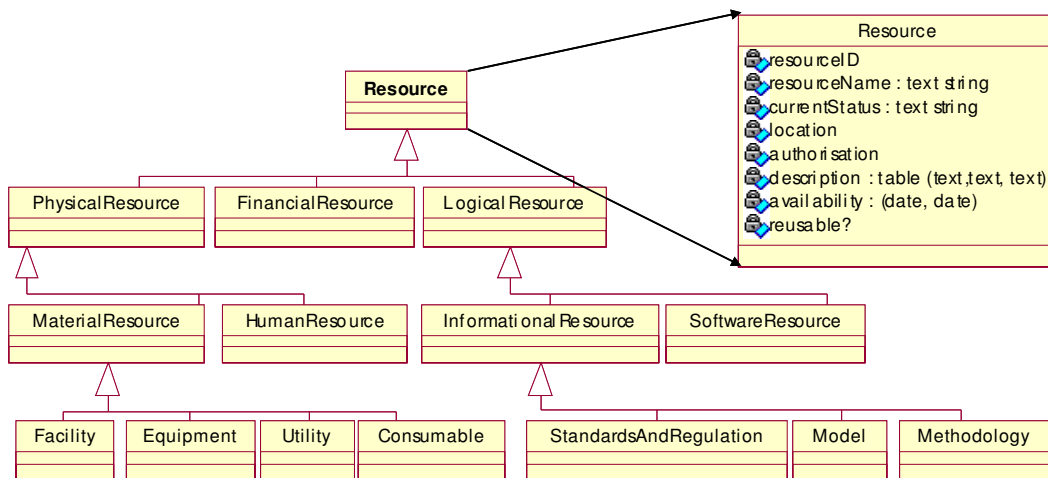 Resource
resourceID
resourceName : text string
currentStatus : text string
location
authorisation
description : table (text,text, text)
availability : (date, date)
reusable?
Resource
PhysicalResource
FinancialResource
LogicalResource
MaterialResource
HumanResource
InformationalResource
SoftwareResource
Facility
Equipment
Utility
Consumable
StandardsAndRegulation
Model
Methodology